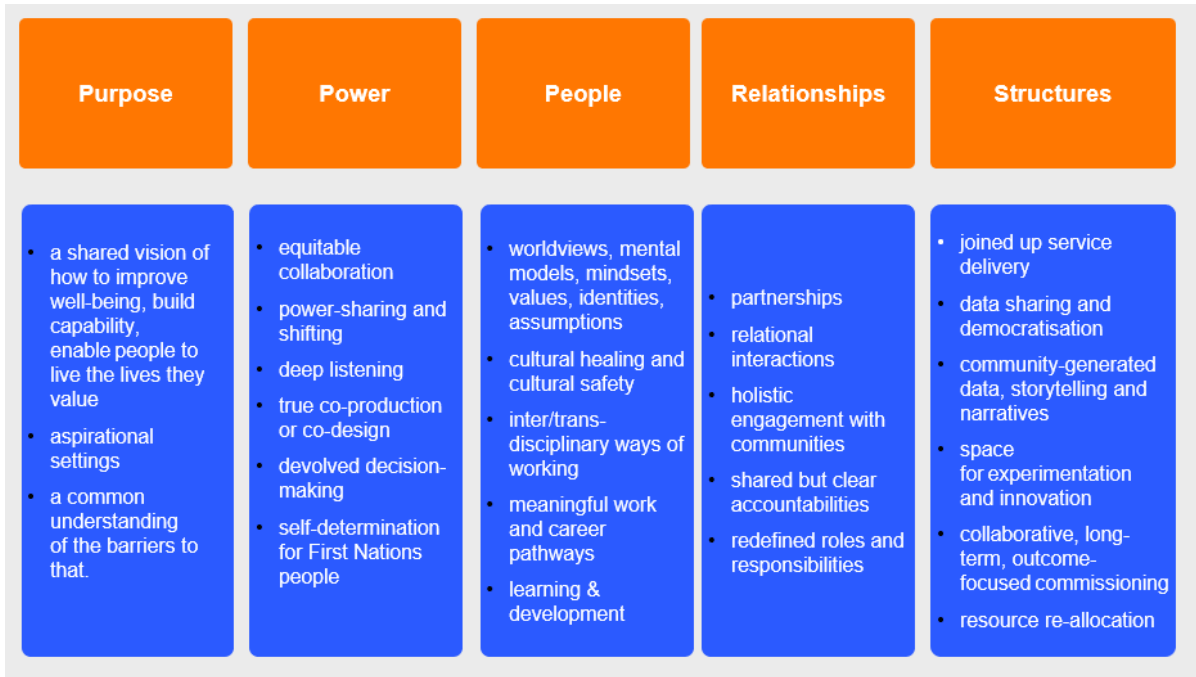 Purpose
Power
People
Relationships
Structures
• a shared vision of
how to improve
well-being, build
capability,
enable people to
live the lives they
value
• aspirational
settings
• a common
understanding
of the barriers to
that.
• equitable
collaboration
• power-sharing and
shifting
• deep listening
• true co-production
or co-design
• devolved decision-
making
• self-determination
for First Nations
people
• worldviews, mental
models, mindsets,
values, identities,
assumptions
• cultural healing and
cultural safety
• inter/trans-
disciplinary ways of
working
• meaningful work
and career
pathways
• learning &
development
• partnerships
• relational
interactions
• holistic
engagement with
communities
• shared but clear
accountabilities
• redefined roles and
responsibilities
• joined up service
delivery
• data sharing and
democratisation
• community-generated
data, storytelling and
narratives
• space
for experimentation
and innovation
• collaborative, long-
term, outcome-
focused commissioning
• resource re-allocation